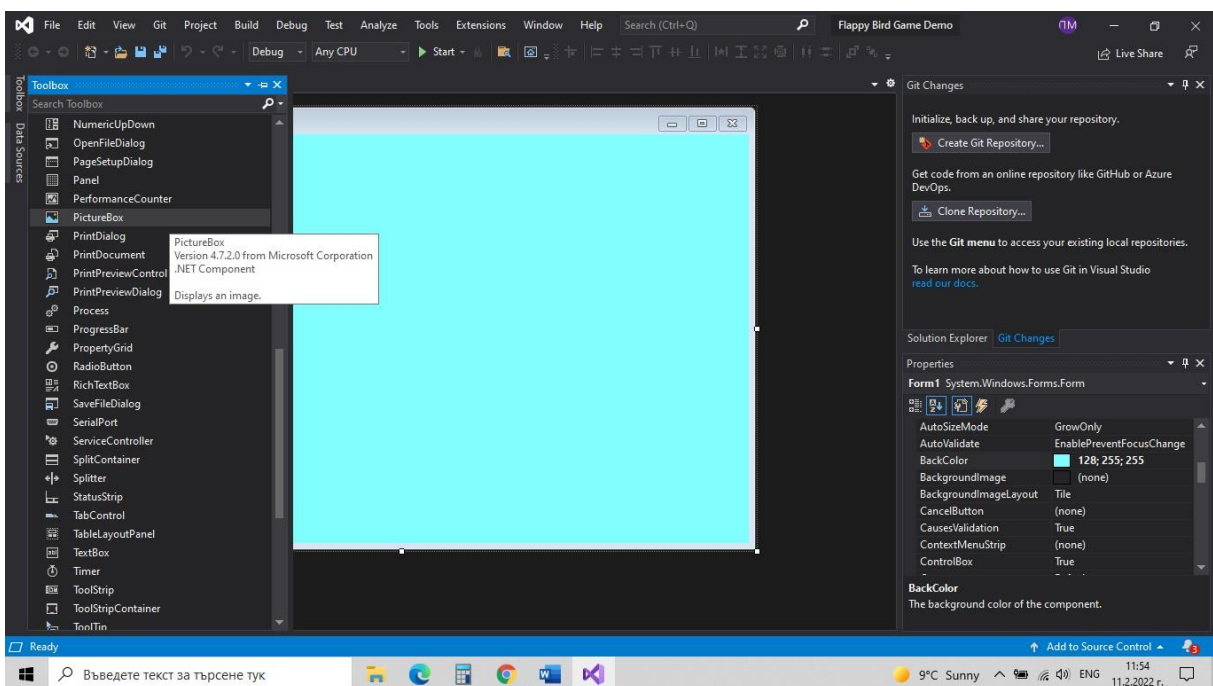 File Edit View Git Project Build Debug Test Analyze Tools Extensions Window Help Search (Ctrl+Q) Flappy Bird Game Demo ПМ
Debug Any CPU Start Live Share
Toolbox
Data Sources
Toolbox
Search Toolbox
NumericUpDown
OpenFileDialog
PageSetupDialog
Panel
PerformanceCounter
PictureBox
PrintDialog
PrintDocument
PrintPreviewControl
PrintPreviewDialog
Process
ProgressBar
PropertyGrid
RadioButton
RichTextBox
SaveFileDialog
SerialPort
ServiceController
SplitContainer
Splitter
StatusStrip
TabControl
TableLayoutPanel
TextBox
Timer
ToolStrip
ToolStripContainer
ToolTip
PictureBox
Version 4.7.2.0 from Microsoft Corporation
.NET Component
Displays an image.
Git Changes
Initialize, back up, and share your repository.
Create Git Repository...
Get code from an online repository like GitHub or Azure
DevOps.
Clone Repository...
Use the Git menu to access your existing local repositories.
To learn more about how to use Git in Visual Studio
read our docs.
Solution Explorer Git Changes
Properties
Form1 System.Windows.Forms.Form
AutoSizeMode GrowOnly
AutoValidate EnablePreventFocusChange
BackColor 128; 255; 255
BackgroundImage (none)
BackgroundImageLayout Tile
CancelButton (none)
CausesValidation True
ContextMenuStrip (none)
ControlBox True
BackColor
The background color of the component.
Ready Add to Source Control 3
Въведете текст за търсене тук 9°C Sunny ENG 11:54
11.2.2022 г.